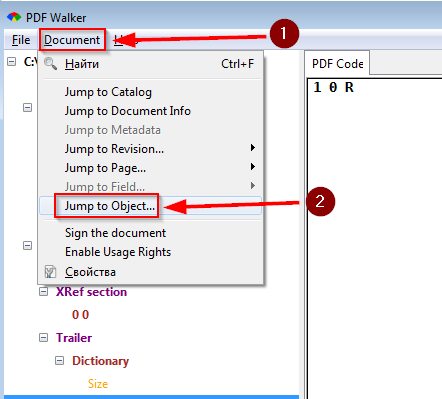 PDF Walker
File Document
1
C:\
Найти Ctrl+F
PDF Code
1 0 R
Jump to Catalog
Jump to Document Info
Jump to Metadata
Jump to Revision...
Jump to Page...
Jump to Field...
Jump to Object...
2
Sign the document
Enable Usage Rights
Свойства
XRef section
0 0
Trailer
Dictionary
Size